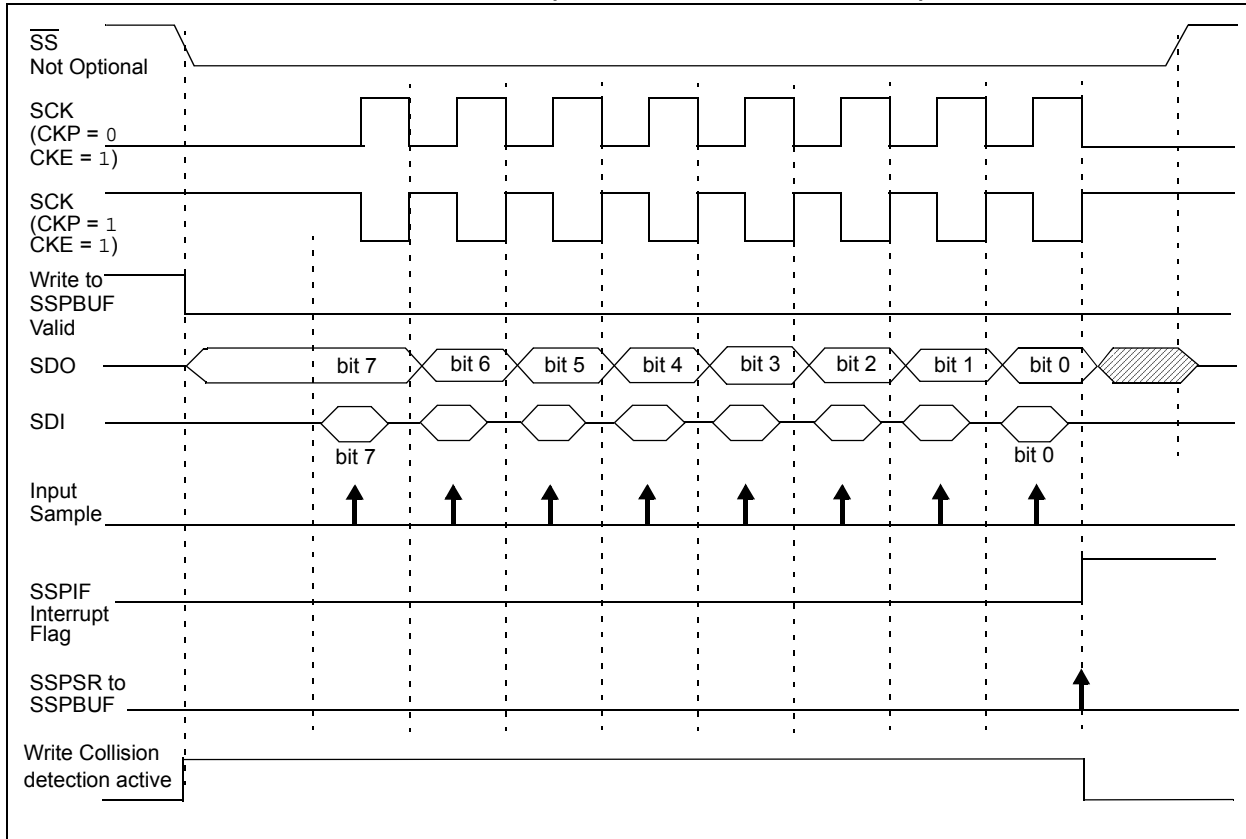 SS
Not Optional
SCK
(CKP = 0
CKE = 1)
SCK
(CKP = 1
CKE = 1)
Write to
SSPBUF
Valid
SDO
bit 7 bit 6 bit 5 bit 4 bit 3 bit 2 bit 1 bit 0
SDI
bit 7 bit 0
Input
Sample
SSPIF
Interrupt
Flag
SSPSR to
SSPBUF
Write Collision
detection active